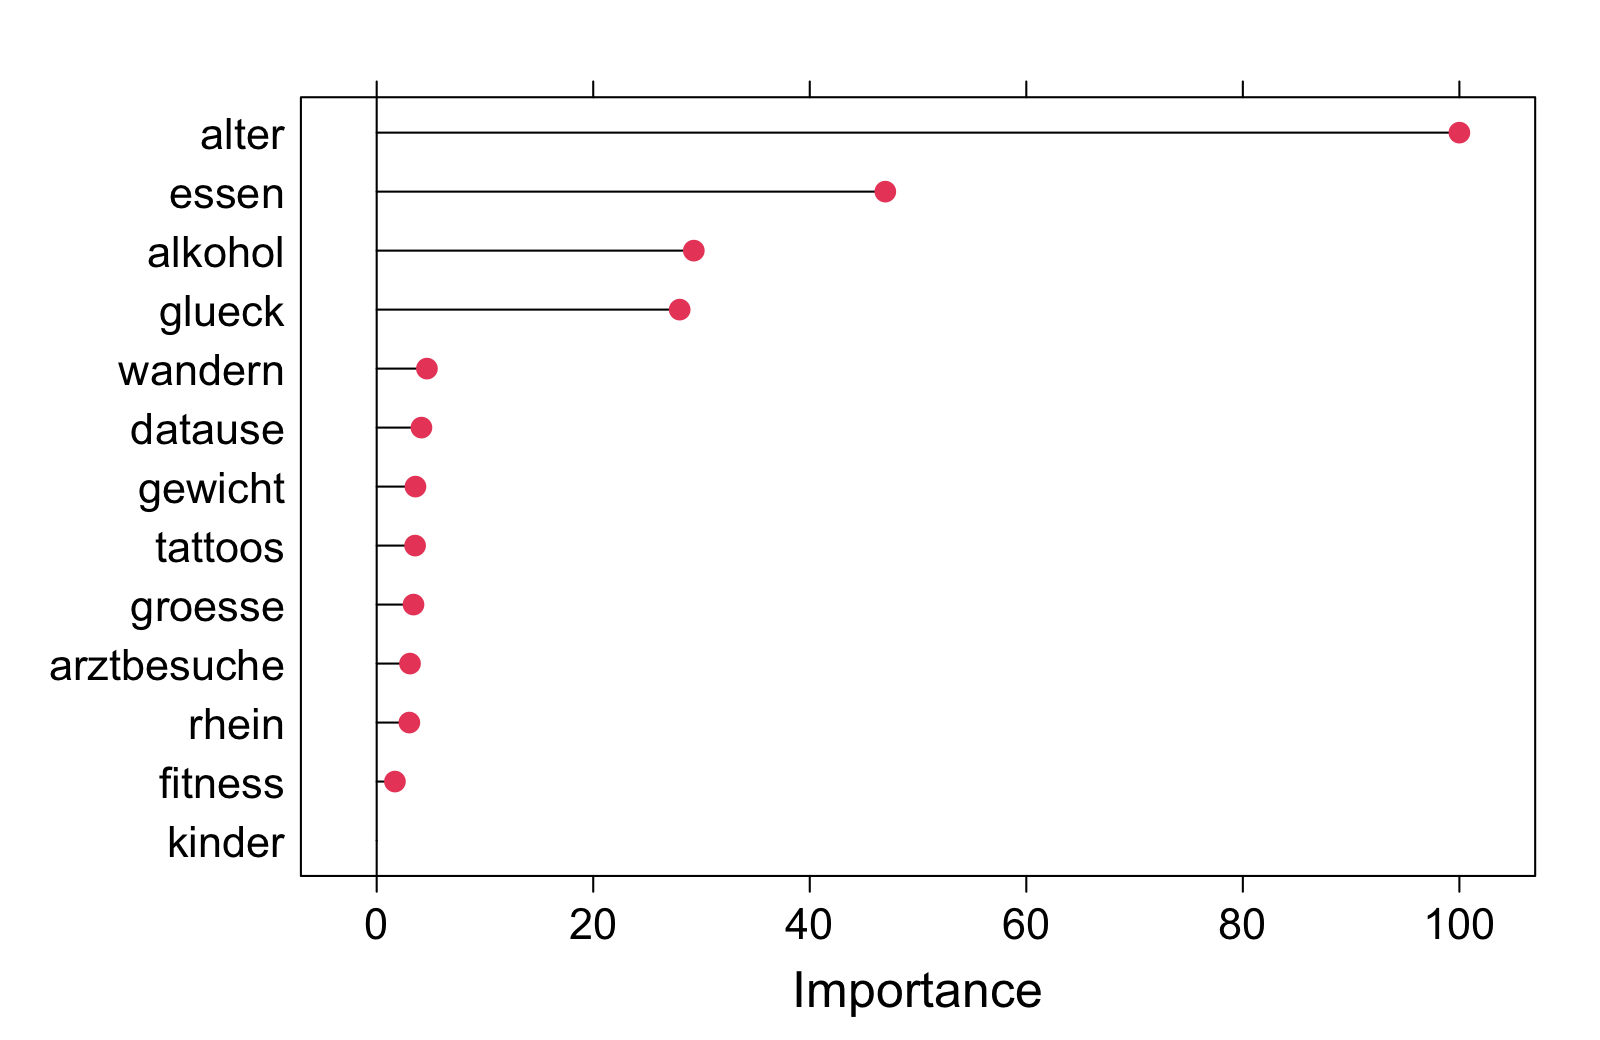 alter
essen
alkohol
glueck
wandern
datause
gewicht
tattoos
groesse
arztbesuche
rhein
fitness
kinder
0 20 40 60 80 100
Importance